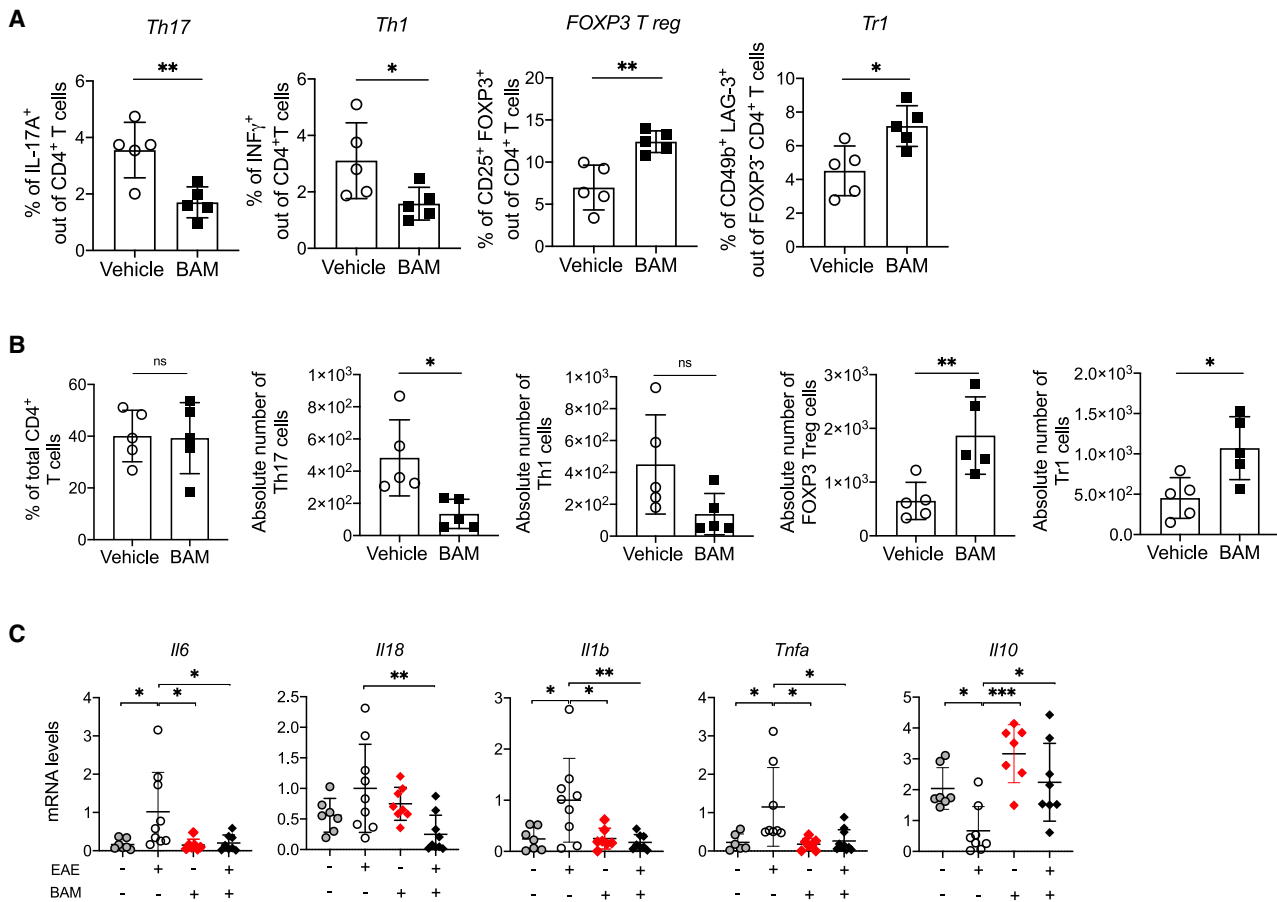 A
Th17
Th1
FOXP3 T reg
Tr1
**
*
**
*
% of IL-17A+
out of CD4+ T cells
6
4
2
0
Vehicle BAM
% of INFγ+
out of CD4+T cells
6
4
2
0
Vehicle BAM
% of CD25+ FOXP3+
out of CD4+ T cells
20
15
10
5
0
Vehicle BAM
% of CD49b+ LAG-3+
out of FOXP3- CD4+ T cells
10
8
6
4
2
0
Vehicle BAM
B
ns
*
ns
**
*
% of total CD4+
T cells
60
40
20
0
Vehicle BAM
Absolute number of
Th17 cells
1×10³
8×10²
6×10²
4×10²
2×10²
0
Vehicle BAM
Absolute number of
Th1 cells
1×10³
8×10²
6×10²
4×10²
2×10²
0
Vehicle BAM
Absolute number of
FOXP3 Treg cells
3×10³
2×10³
1×10³
0
Vehicle BAM
Absolute number of
Tr1 cells
2.0×10³
1.5×10³
1.0×10³
5.0×10²
0.0
Vehicle BAM
C
Il6
Il18
Il1b
Tnfa
Il10
mRNA levels
* * *
4
3
2
1
0
**
2.5
2.0
1.5
1.0
0.5
0.0
* * **
3
2
1
0
* * *
4
3
2
1
0
* *** *
5
4
3
2
1
0
EAE - + - + - + - + - + - + - + - + - + - +
BAM - - + + - - + + - - + + - - + + - - + +